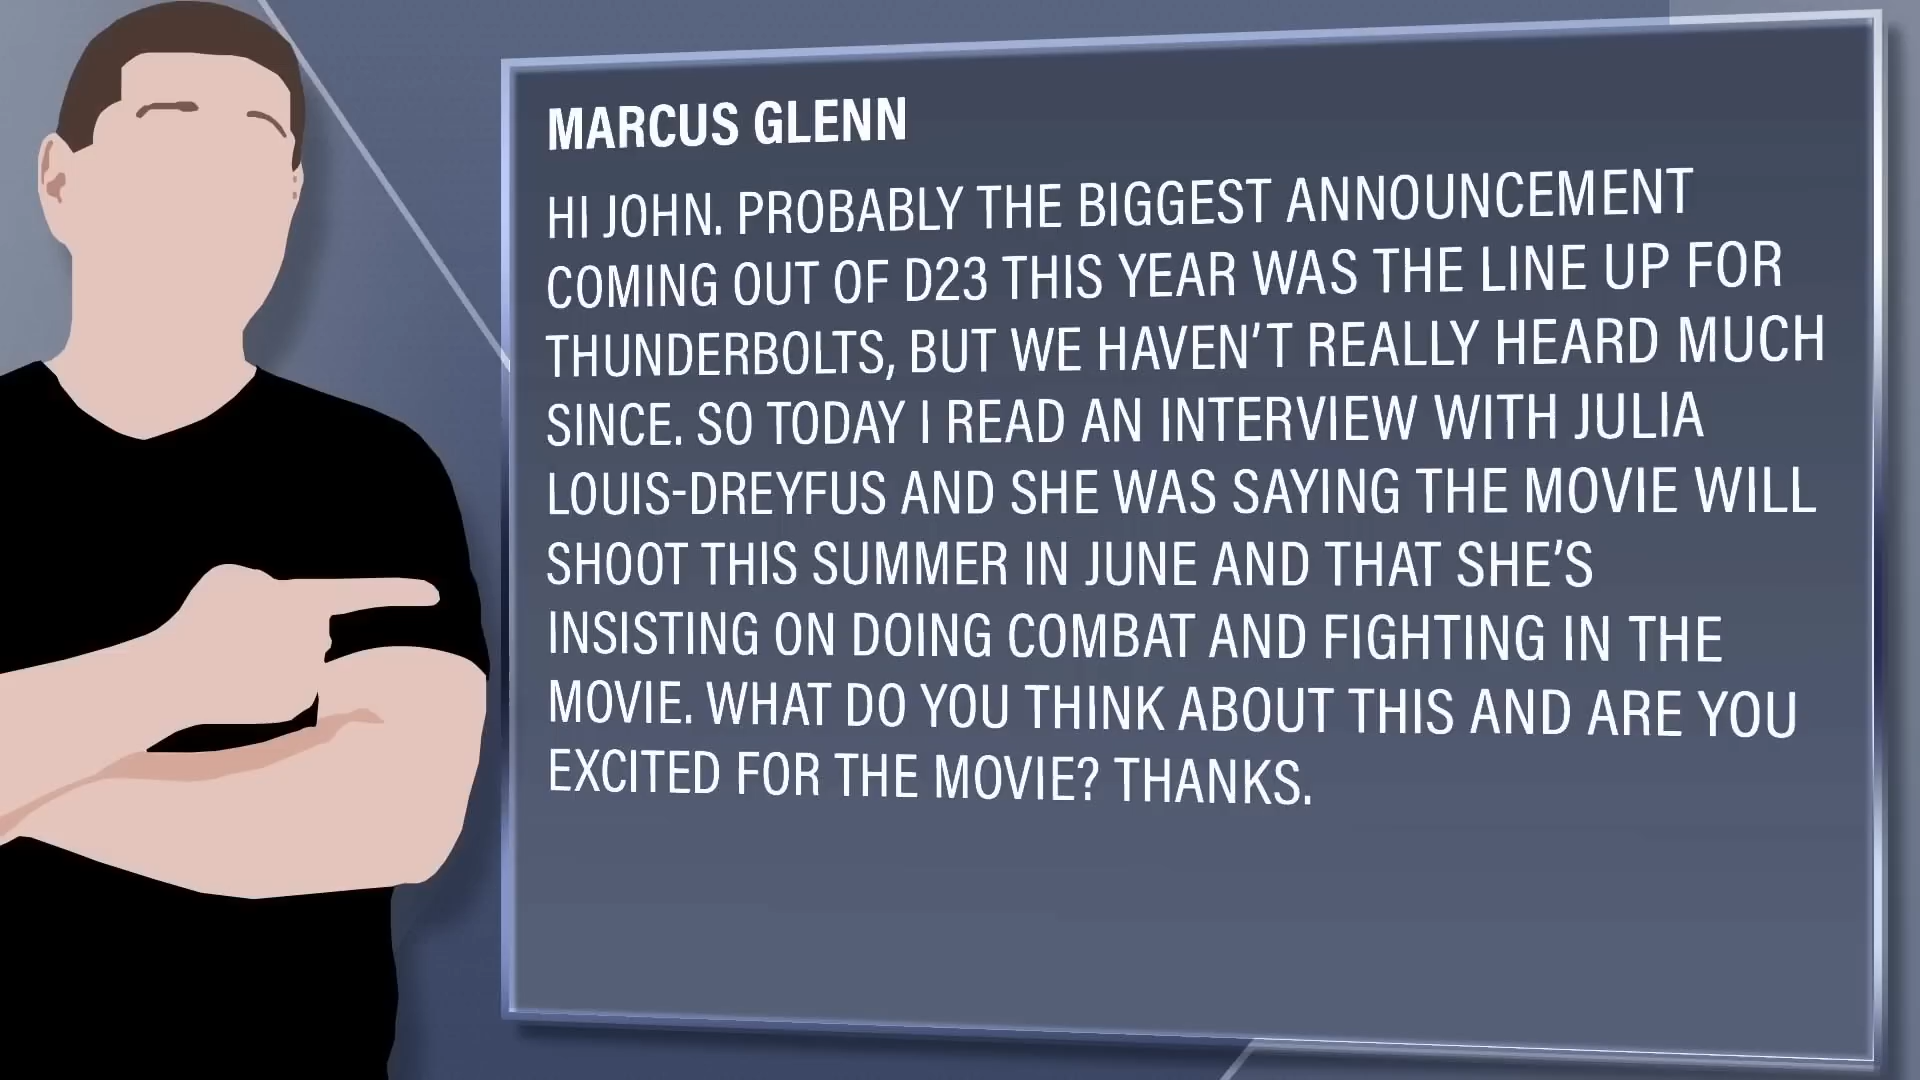 MARCUS GLENN
HI JOHN. PROBABLY THE BIGGEST ANNOUNCEMENT
COMING OUT OF D23 THIS YEAR WAS THE LINE UP FOR
THUNDERBOLTS, BUT WE HAVEN'T REALLY HEARD MUCH
SINCE. SO TODAY I READ AN INTERVIEW WITH JULIA
LOUIS-DREYFUS AND SHE WAS SAYING THE MOVIE WILL
SHOOT THIS SUMMER IN JUNE AND THAT SHE'S
INSISTING ON DOING COMBAT AND FIGHTING IN THE
MOVIE. WHAT DO YOU THINK ABOUT THIS AND ARE YOU
EXCITED FOR THE MOVIE? THANKS.